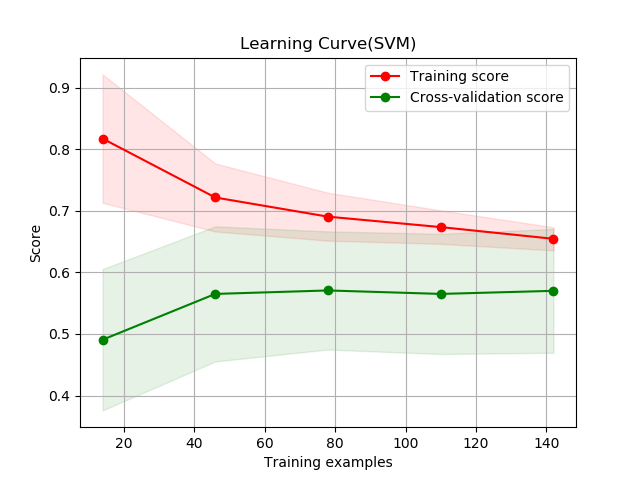 Learning Curve(SVM)
Training score
Cross-validation score
0.9
0.8
0.7
0.6
0.5
0.4
Score
20 40 60 80 100 120 140
Training examples